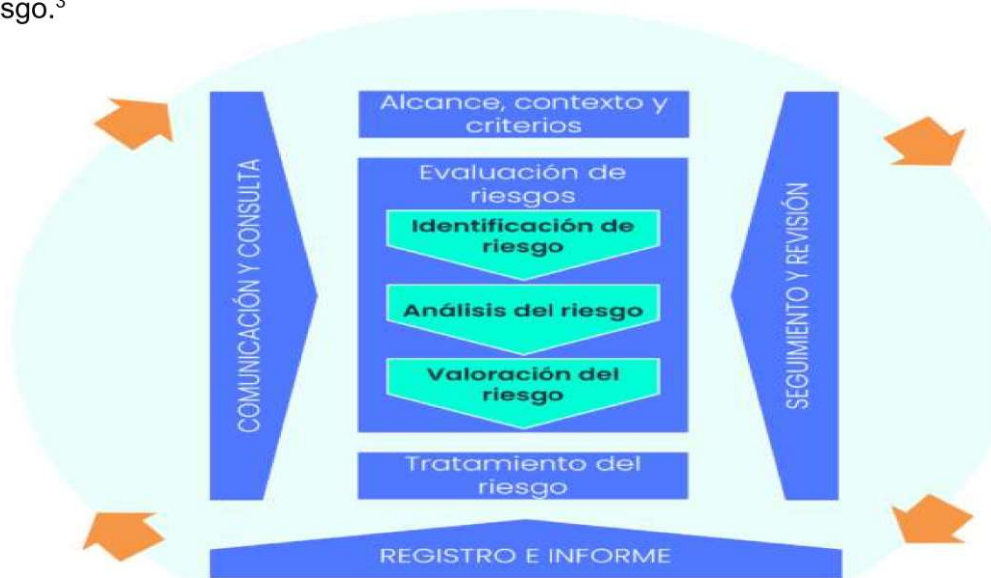 sgo.³
Alcance, contexto y
criterios
Evaluación de
riesgos
Identificación de
riesgo
Análisis del riesgo
Valoración del
riesgo
Tratamiento del
riesgo
COMUNICACIÓN Y CONSULTA
SEGUIMIENTO Y REVISIÓN
REGISTRO E INFORME